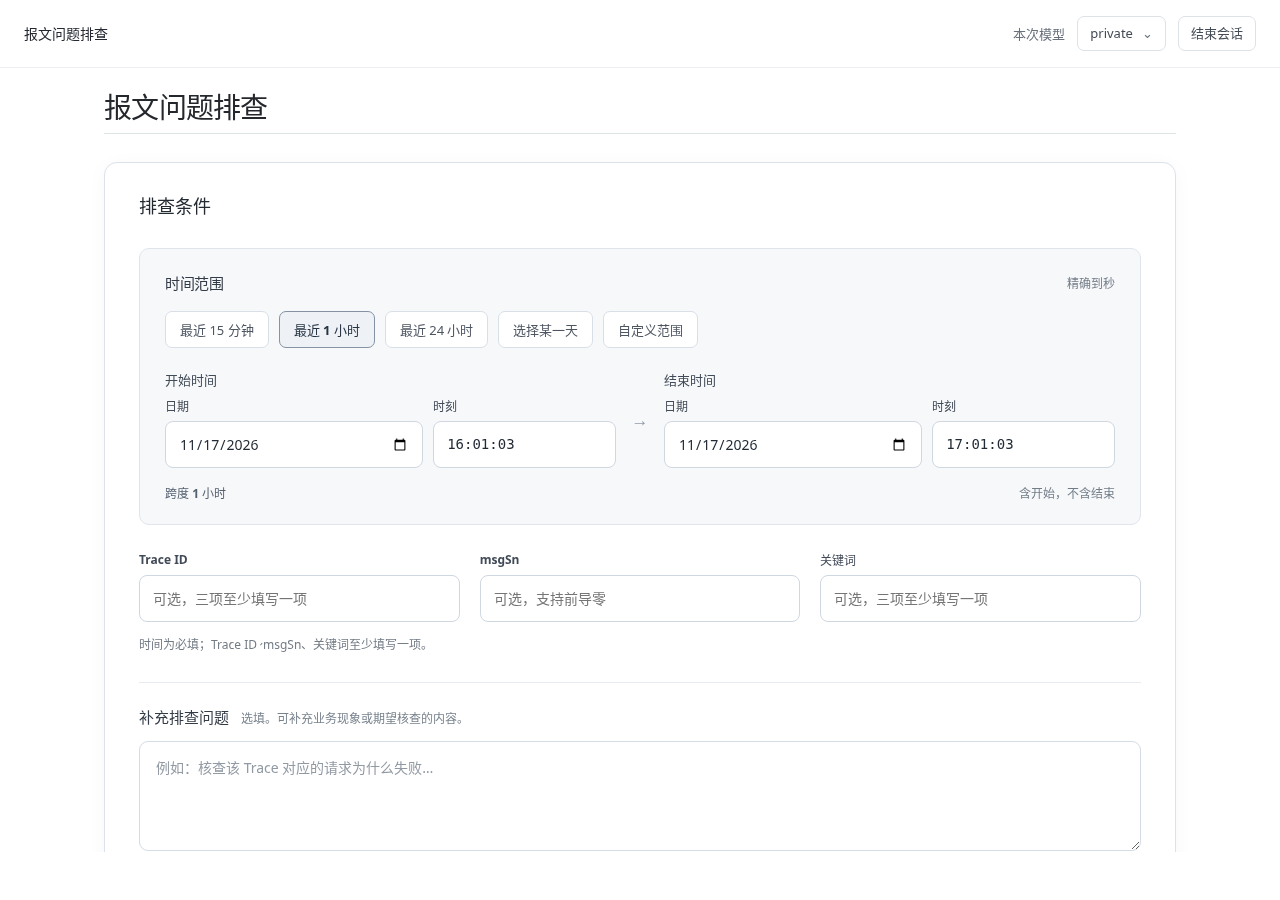 报文问题排查
本次模型 private 结束会话
报文问题排查
排查条件
时间范围 精确到秒
最近 15 分钟 最近 1 小时 最近 24 小时 选择某一天 自定义范围
开始时间 结束时间
日期 时刻 日期 时刻
11/17/2026 16:01:03 → 11/17/2026 17:01:03
跨度 1 小时 含开始，不含结束
Trace ID msgSn 关键词
可选，三项至少填写一项 可选，支持前导零 可选，三项至少填写一项
时间为必填；Trace ID·msgSn、关键词至少填写一项。
补充排查问题 选填。可补充业务现象或期望核查的内容。
例如：核查该 Trace 对应的请求为什么失败...